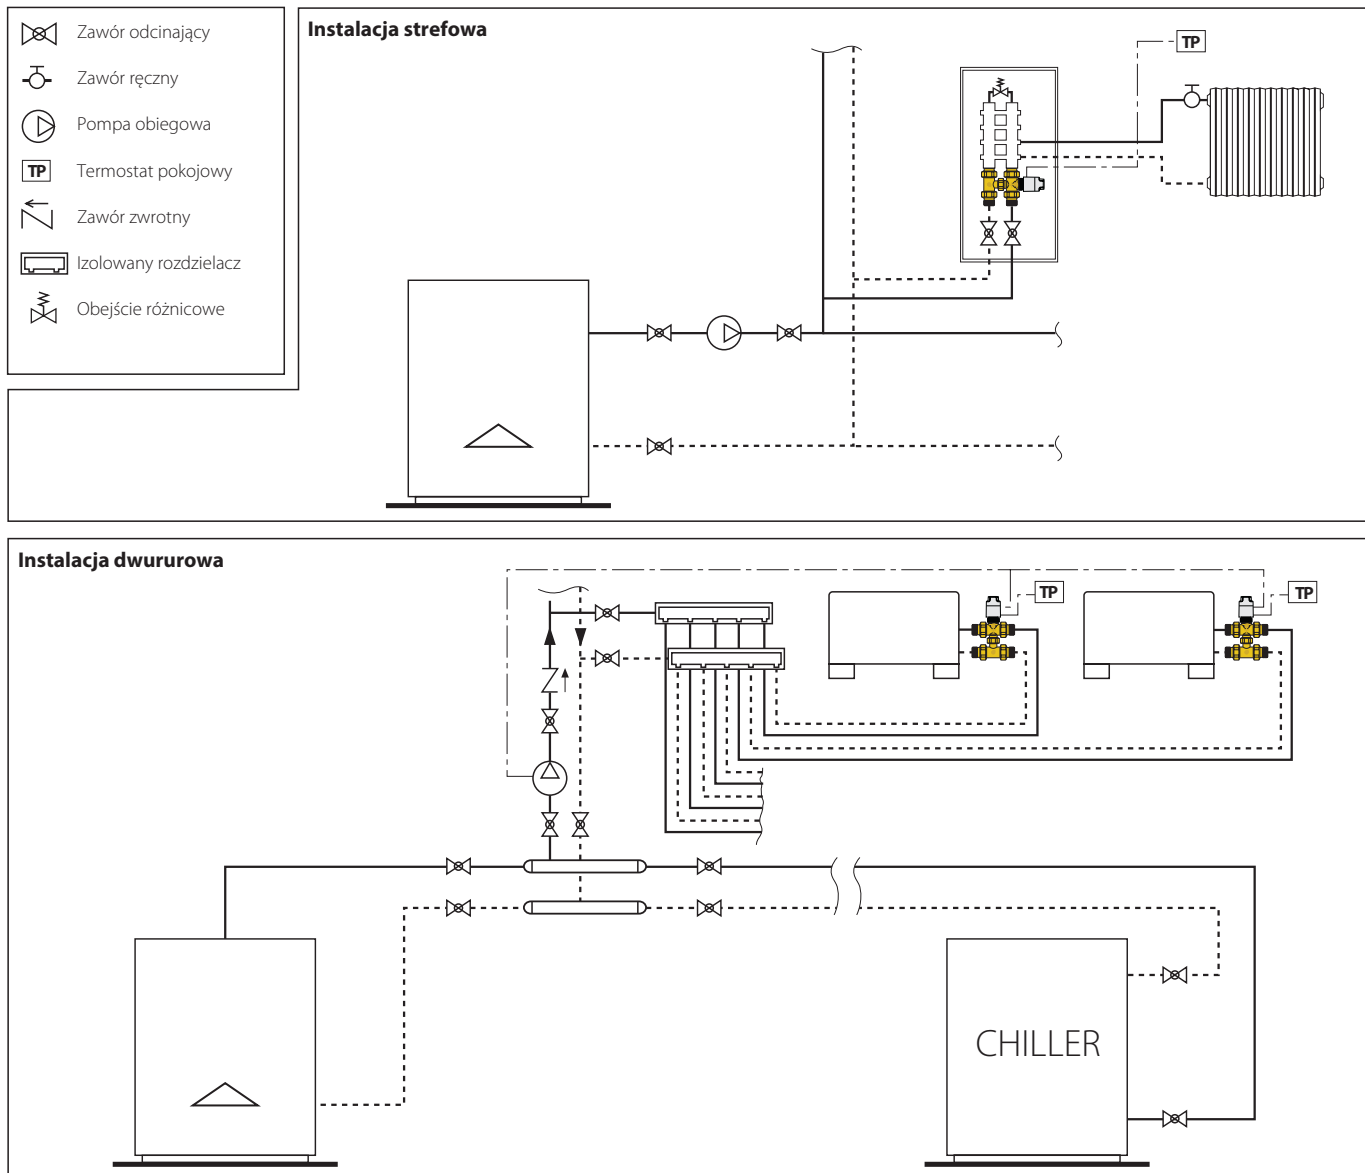 Zawór odcinający
Zawór ręczny
Pompa obiegowa
TP Termostat pokojowy
Zawór zwrotny
Izolowany rozdzielacz
Obejście różnicowe
Instalacja strefowa
TP
Instalacja dwururowa
TP
TP
CHILLER